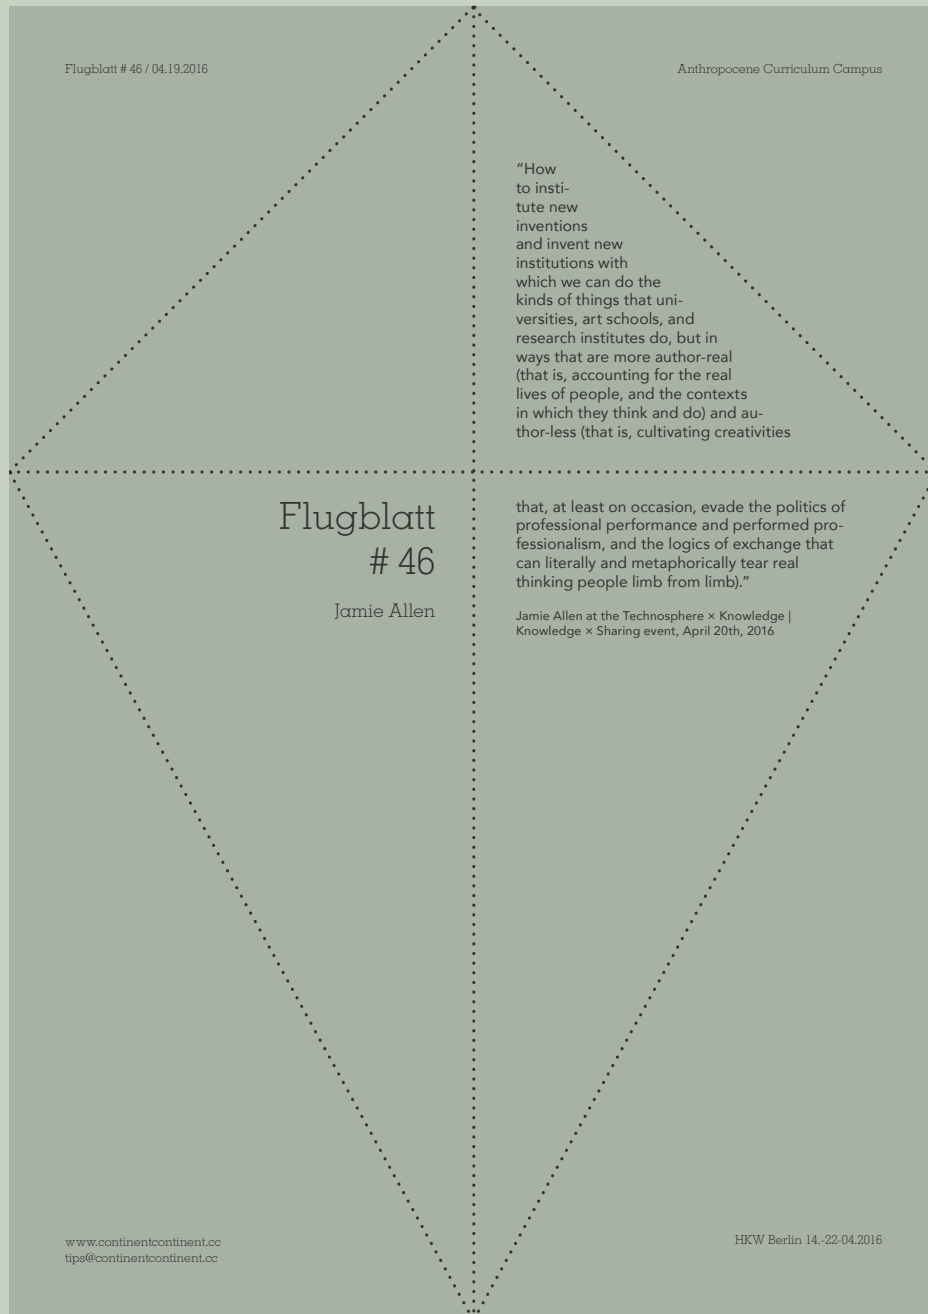 Flugblatt # 46 / 04.19.2016
Anthropocene Curriculum Campus
"How
to insti-
tute new
inventions
and invent new
institutions with
which we can do the
kinds of things that uni-
versities, art schools, and
research institutes do, but in
ways that are more author-real
(that is, accounting for the real
lives of people, and the contexts
in which they think and do) and au-
thor-less (that is, cultivating creativities
Flugblatt
# 46
Jamie Allen
that, at least on occasion, evade the politics of
professional performance and performed pro-
fessionalism, and the logics of exchange that
can literally and metaphorically tear real
thinking people limb from limb)."
Jamie Allen at the Technosphere × Knowledge |
Knowledge × Sharing event, April 20th, 2016
www.continentcontinent.cc
tips@continentcontinent.cc
HKW Berlin 14.-22-04.2016